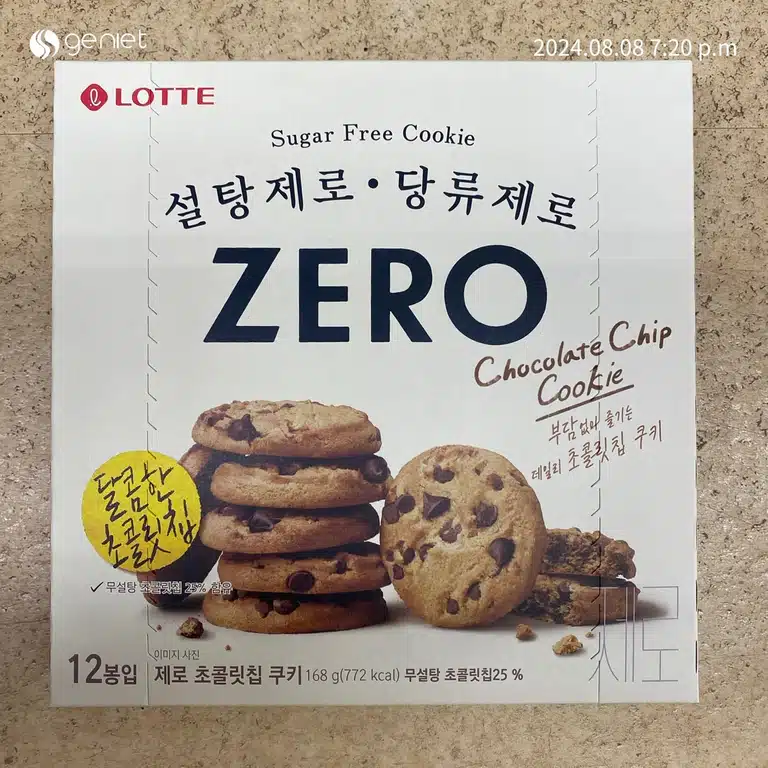 geniet
2024.08.08 7:20 p.m
LOTTE
Sugar Free Cookie
설탕제로·당류제로
ZERO
Chocolate Chip
Cookie
부담없이 즐기는
데일리 초콜릿칩 쿠키
달콤한
초콜릿칩
✓ 무설탕 초콜릿칩 25% 함유
이미지 사진
12봉입 제로 초콜릿칩 쿠키 168 g(772 kcal) 무설탕 초콜릿칩25 %
제로